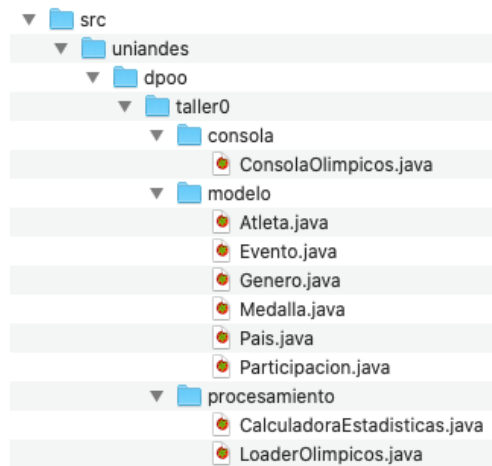 src
uniandes
dpoo
taller0
consola
ConsolaOlimpicos.java
modelo
Atleta.java
Evento.java
Genero.java
Medalla.java
Pais.java
Participacion.java
procesamiento
CalculadoraEstadisticas.java
LoaderOlimpicos.java